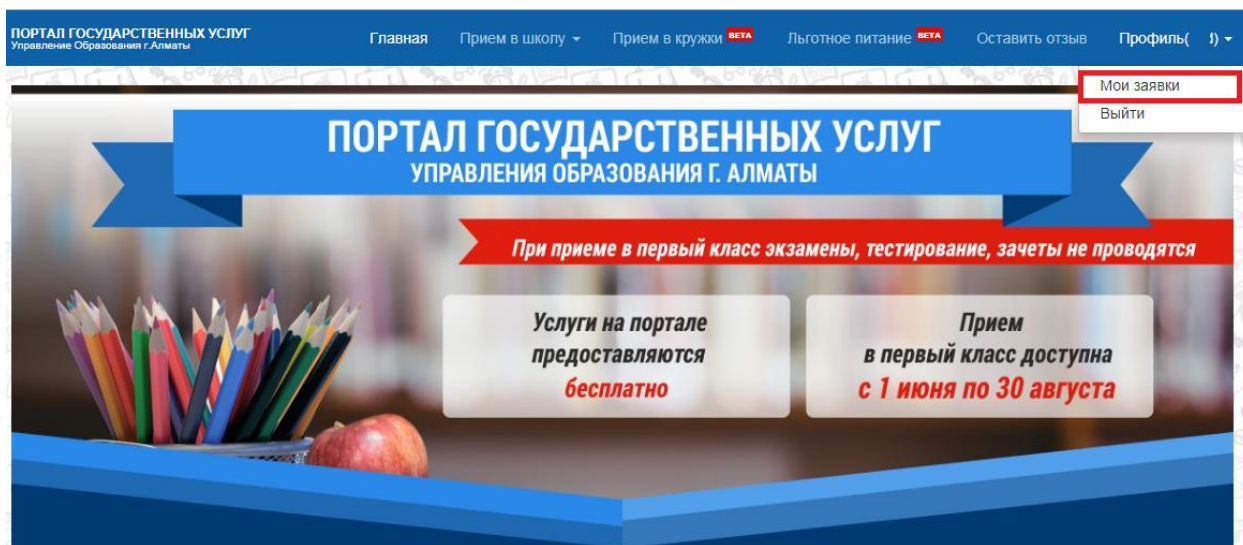 ПОРТАЛ ГОСУДАРСТВЕННЫХ УСЛУГ
Управление Образования г.Алматы
Главная Прием в школу Прием в кружки BETA Льготное питание BETA Оставить отзыв Профиль( )
Мои заявки
Выйти
ПОРТАЛ ГОСУДАРСТВЕННЫХ УСЛУГ
УПРАВЛЕНИЯ ОБРАЗОВАНИЯ Г. АЛМАТЫ
При приеме в первый класс экзамены, тестирование, зачеты не проводятся
Услуги на портале
предоставляются
бесплатно
Прием
в первый класс доступна
с 1 июня по 30 августа